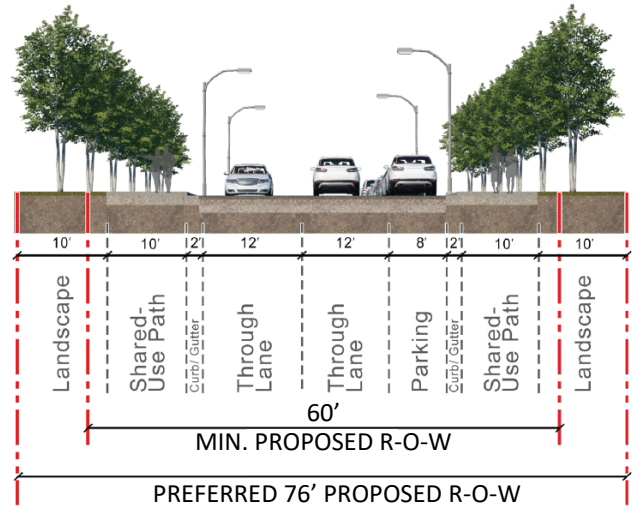 10' 10' 2' 12' 12' 8' 2' 10' 10'
Landscape
Shared-
Use Path
Curb/ Gutter
Through
Lane
Through
Lane
Parking
Curb/ Gutter
Shared-
Use Path
Landscape
60'
MIN. PROPOSED R-O-W
PREFERRED 76' PROPOSED R-O-W